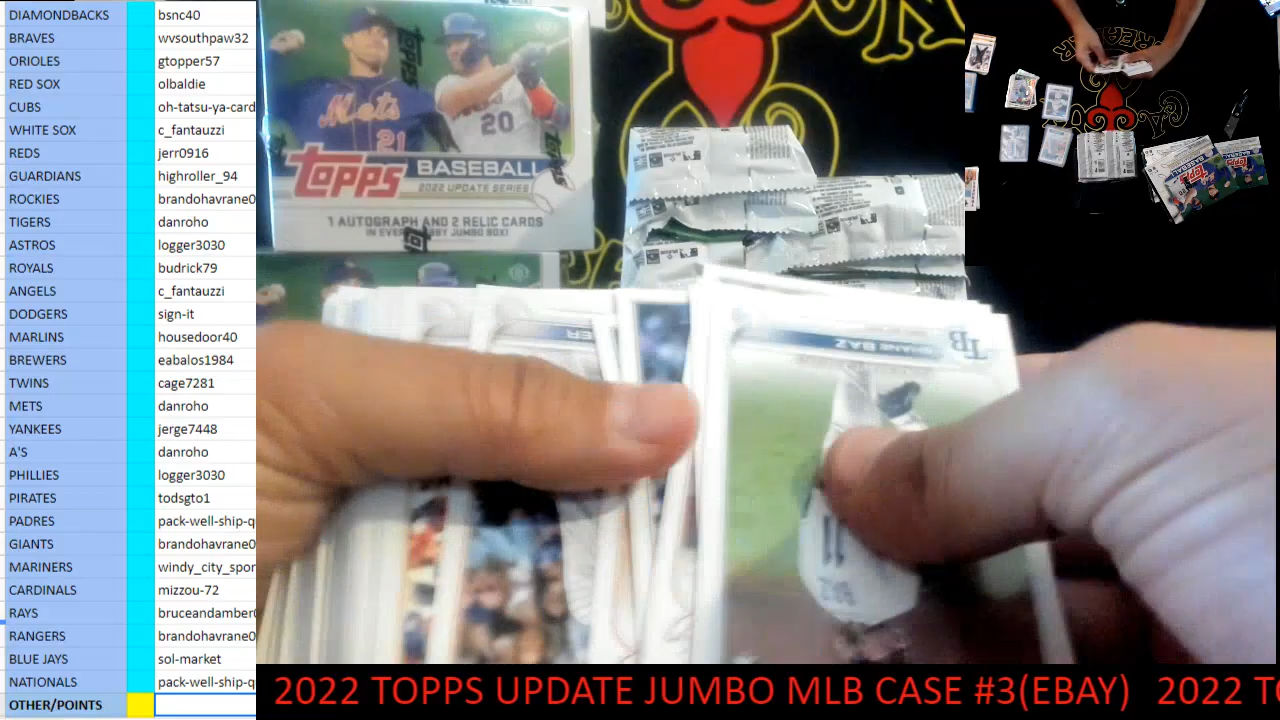 DIAMONDBACKS bsnc40
BRAVES wvsouthpaw32
ORIOLES gtopper57
RED SOX olbaldie
CUBS oh-tatsu-ya-card
WHITE SOX c_fantauzzi
REDS jerr0916
GUARDIANS highroller_94
ROCKIES brandohavrane0
TIGERS danroho
ASTROS logger3030
ROYALS budrick79
ANGELS c_fantauzzi
DODGERS sign-it
MARLINS housedoor40
BREWERS eabalos1984
TWINS cage7281
METS danroho
YANKEES jerge7448
A'S danroho
PHILLIES logger3030
PIRATES todsgto1
PADRES pack-well-ship-q
GIANTS brandohavrane0
MARINERS windy_city_spor
CARDINALS mizzou-72
RAYS bruceandamber
RANGERS brandohavrane0
BLUE JAYS sol-market
NATIONALS pack-well-ship-q
OTHER/POINTS
Mets
21
20
TOPPS
TOPPS BASEBALL
2022 UPDATE SERIES
1 AUTOGRAPH AND 2 RELIC CARDS
SHANE BAZ
TB
11
2022 TOPPS UPDATE JUMBO MLB CASE #3(EBAY) 2022 T